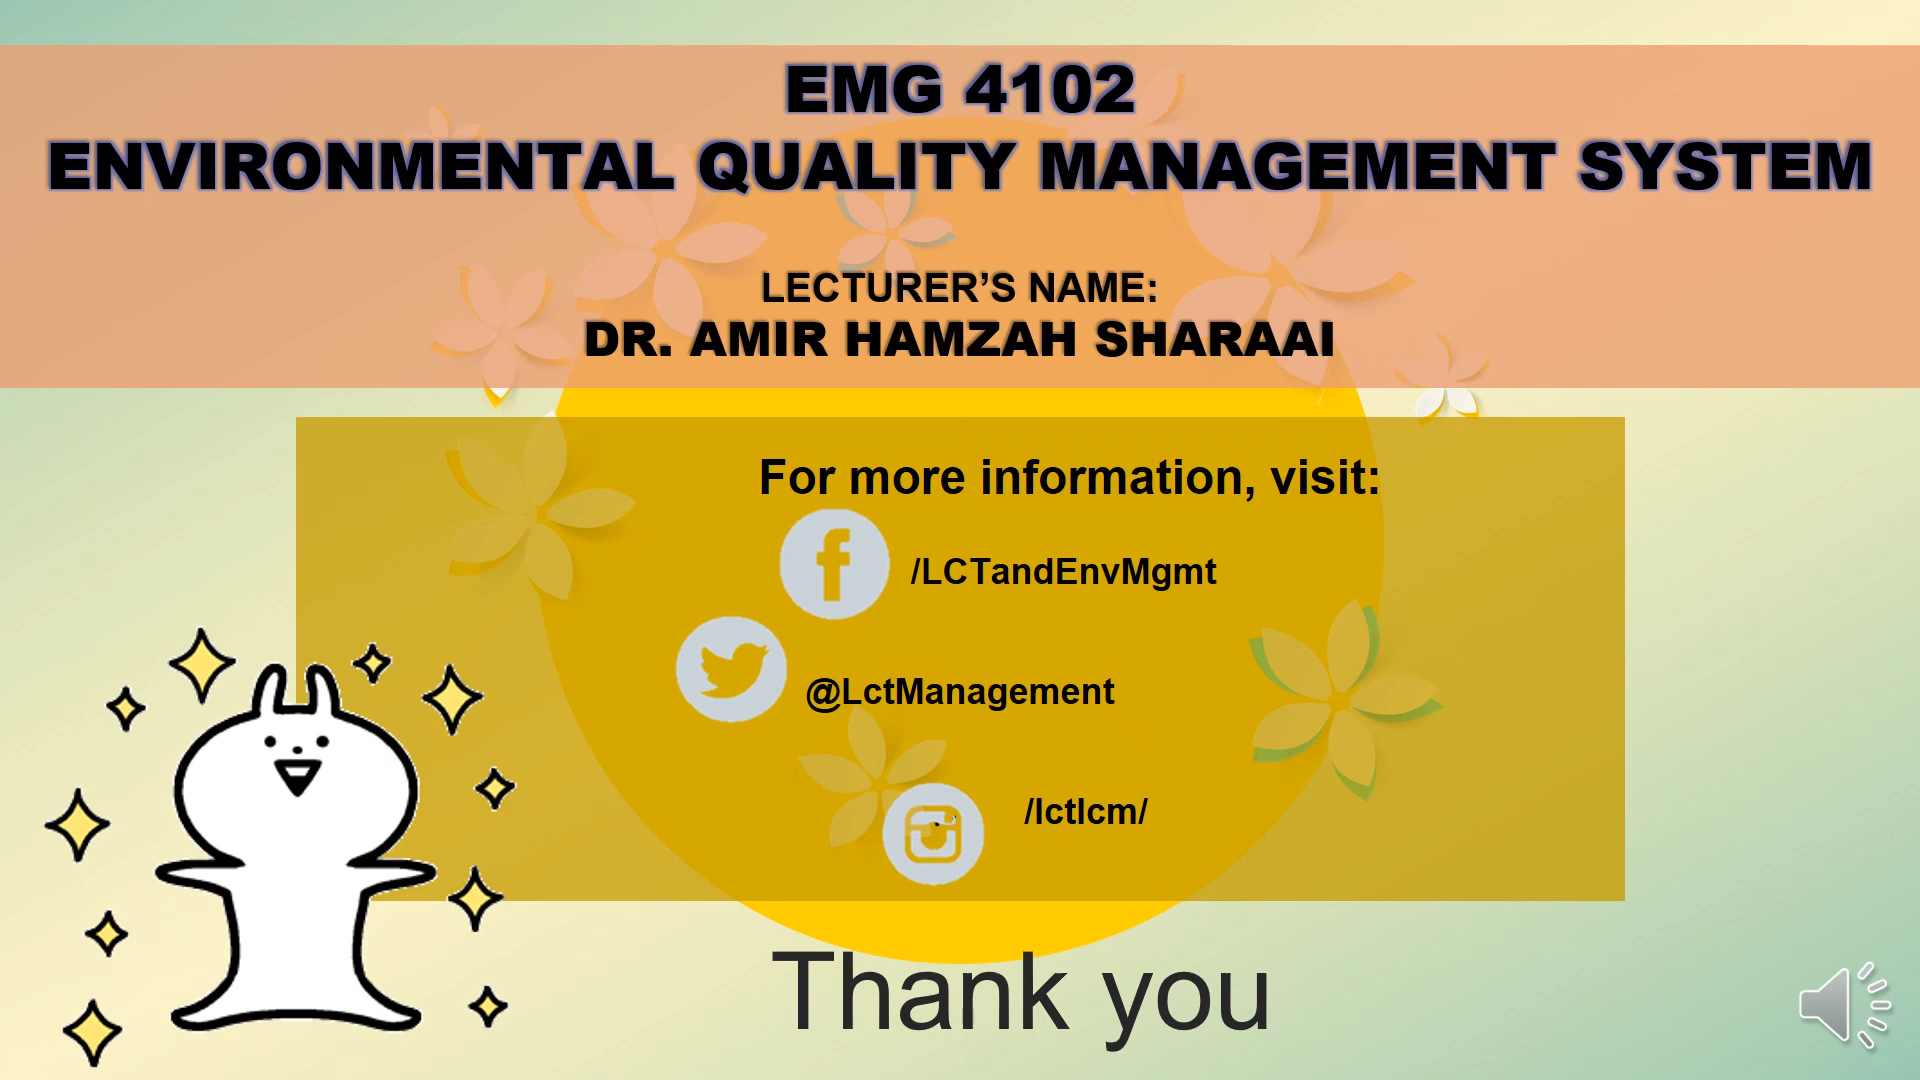 EMG 4102
ENVIRONMENTAL QUALITY MANAGEMENT SYSTEM
LECTURER’S NAME:
DR. AMIR HAMZAH SHARAAI
For more information, visit:
/LCTandEnvMgmt
@LctManagement
/lctlcm/
Thank you